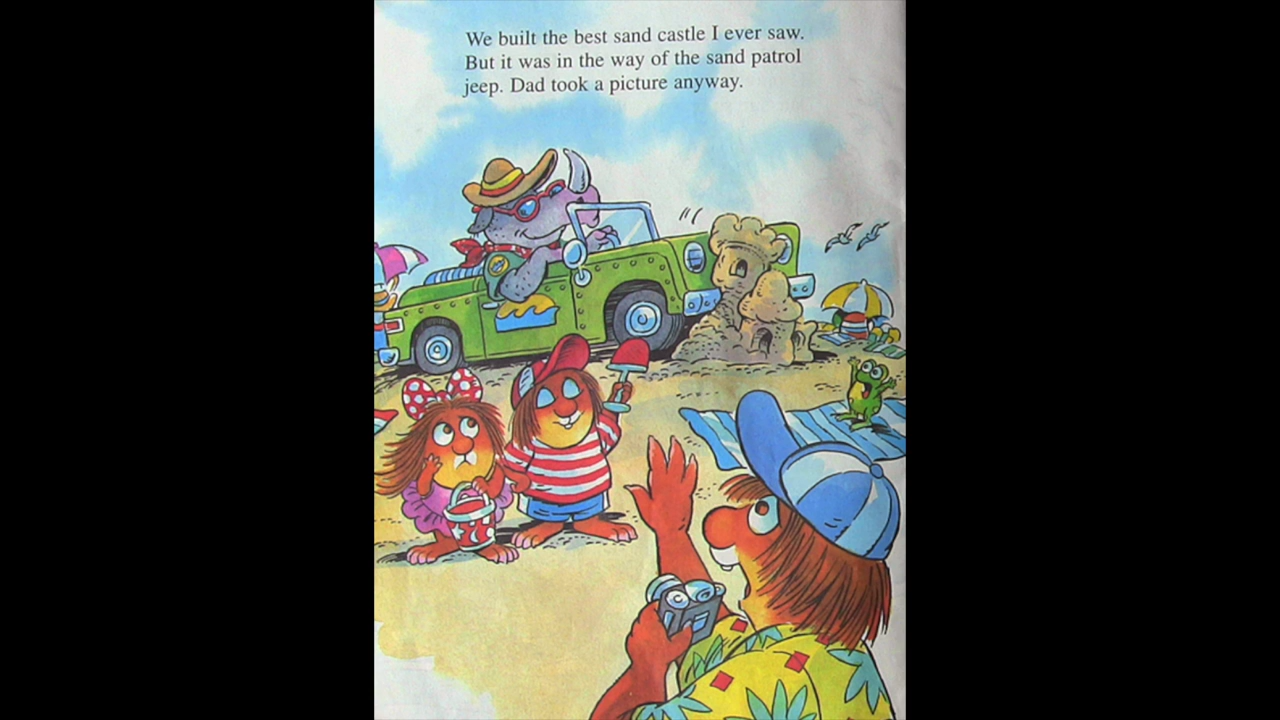 We built the best sand castle I ever saw.
But it was in the way of the sand patrol
jeep. Dad took a picture anyway.